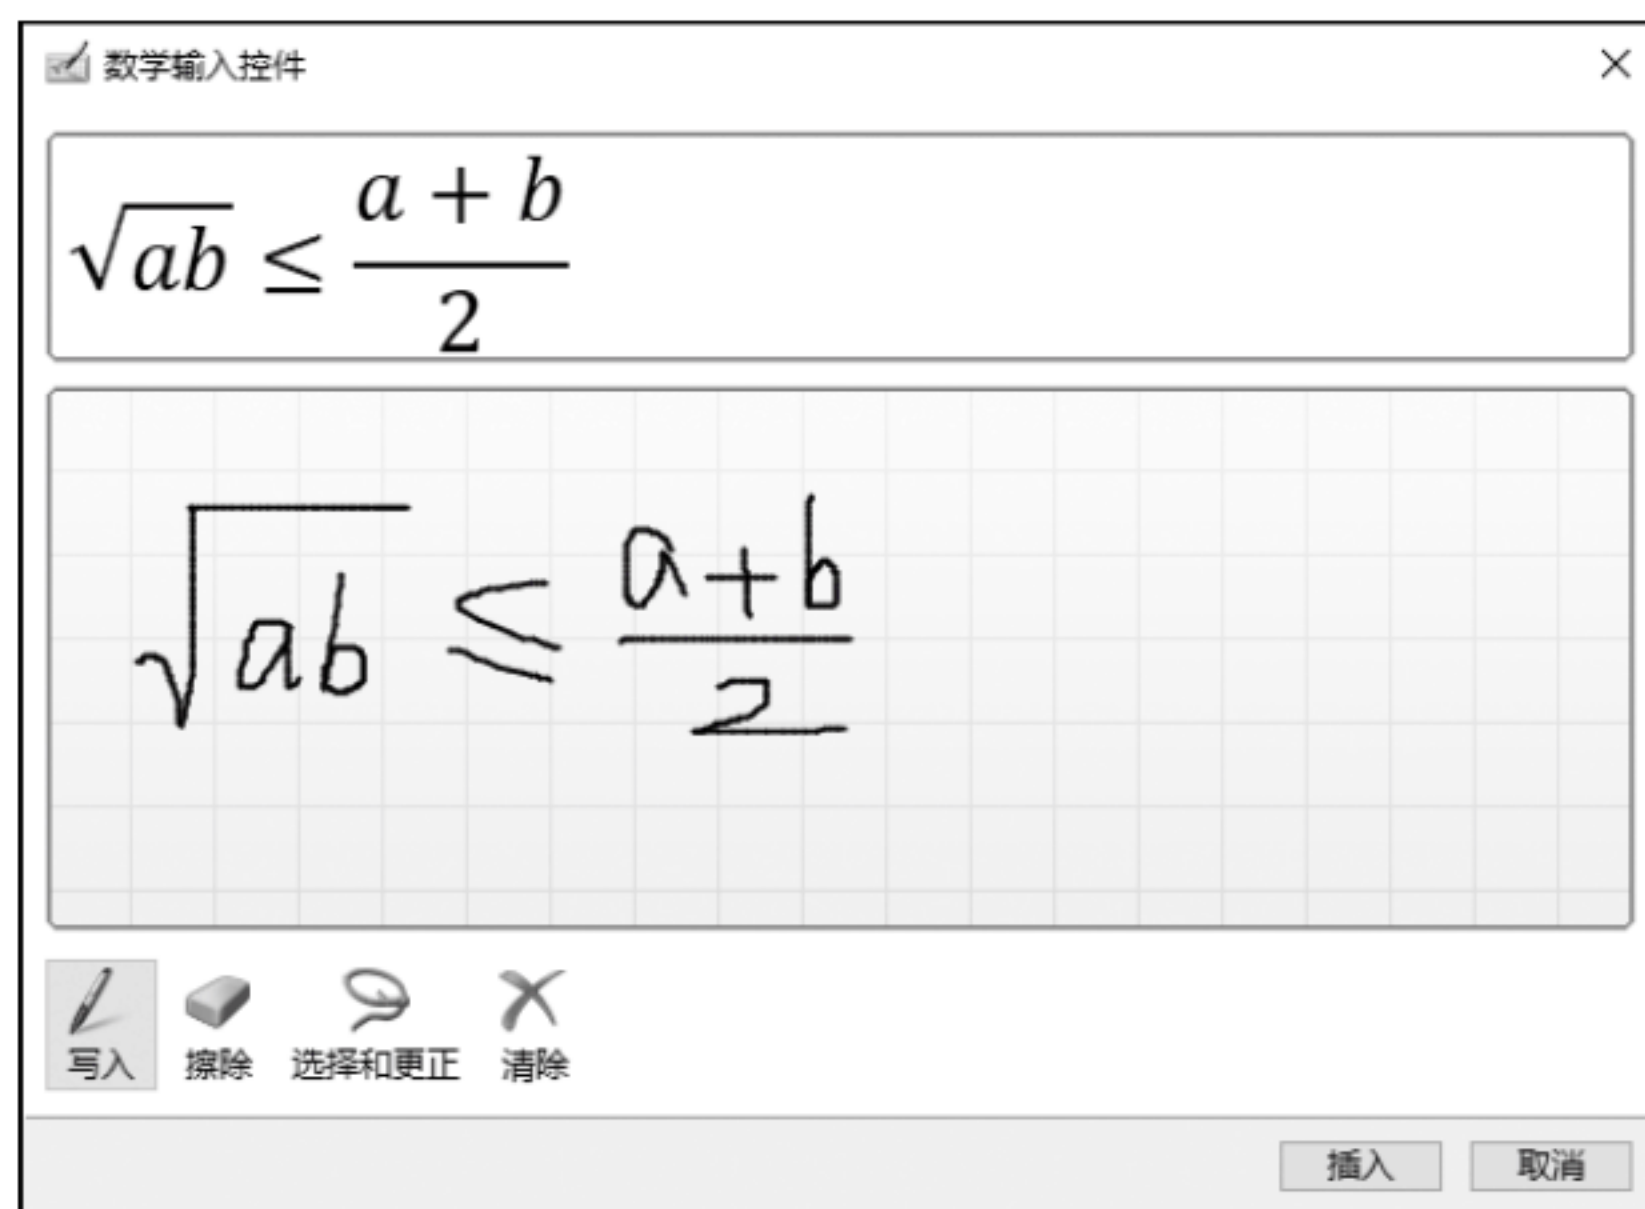 数学输入控件
√ab ≤ (a + b)/2
√ab ≤ (a+b)/2
写入 擦除 选择和更正 清除
插入 取消